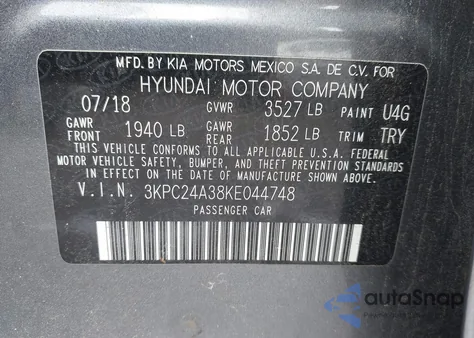 MFD. BY KIA MOTORS MEXICO S.A. DE C.V. FOR
HYUNDAI MOTOR COMPANY
07/18 GVWR 3527 LB PAINT U4G
GAWR FRONT 1940 LB GAWR REAR 1852 LB TRIM TRY
THIS VEHICLE CONFORMS TO ALL APPLICABLE U.S.A. FEDERAL
MOTOR VEHICLE SAFETY, BUMPER, AND THEFT PREVENTION STANDARDS
IN EFFECT ON THE DATE OF MANUFACTURE SHOWN ABOVE.
V.I.N. 3KPC24A38KE044748
PASSENGER CAR
autoSnap